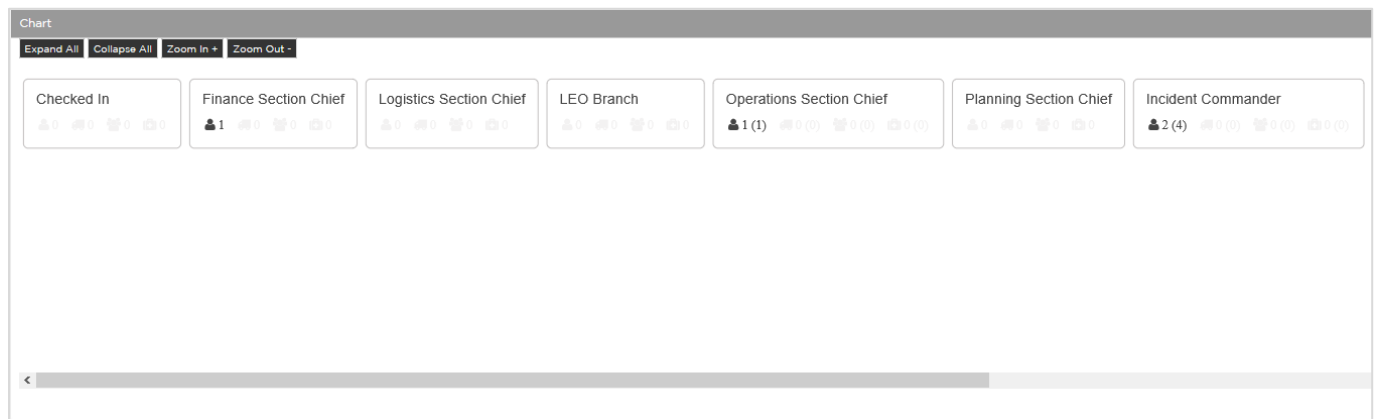 Chart
Expand All Collapse All Zoom In + Zoom Out -
Checked In
0 0 0 0
Finance Section Chief
1 0 0 0
Logistics Section Chief
0 0 0 0
LEO Branch
0 0 0 0
Operations Section Chief
1 (1) 0 (0) 0 (0) 0 (0)
Planning Section Chief
0 0 0 0
Incident Commander
2 (4) 0 (0) 0 (0) 0 (0)